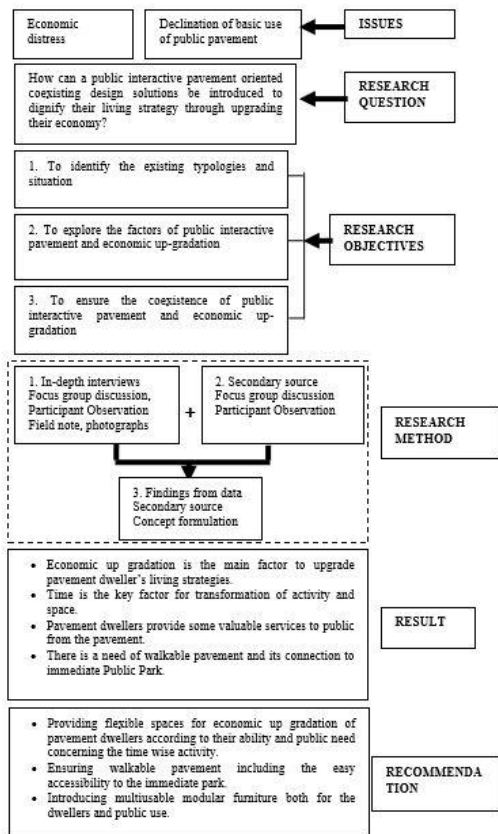 Economic
distress
Declination of basic use
of public pavement
ISSUES
How can a public interactive pavement oriented
coexisting design solutions be introduced to
dignify their living strategy through upgrading
their economy?
RESEARCH
QUESTION
1. To identify the existing typologies and
situation
2. To explore the factors of public interactive
pavement and economic up-gradation
3. To ensure the coexistence of public
interactive pavement and economic up-
gradation
RESEARCH
OBJECTIVES
1. In-depth interviews
Focus group discussion,
Participant Observation
Field note, photographs
+
2. Secondary source
Focus group discussion
Participant Observation
3. Findings from data
Secondary source
Concept formulation
RESEARCH
METHOD
• Economic up gradation is the main factor to upgrade
pavement dweller's living strategies.
• Time is the key factor for transformation of activity and
space.
• Pavement dwellers provide some valuable services to public
from the pavement.
• There is a need of walkable pavement and its connection to
immediate Public Park.
RESULT
• Providing flexible spaces for economic up gradation of
pavement dwellers according to their ability and public need
concerning the time wise activity.
• Ensuring walkable pavement including the easy
accessibility to the immediate park.
• Introducing multiusable modular furniture both for the
dwellers and public use.
RECOMMENDA
TION